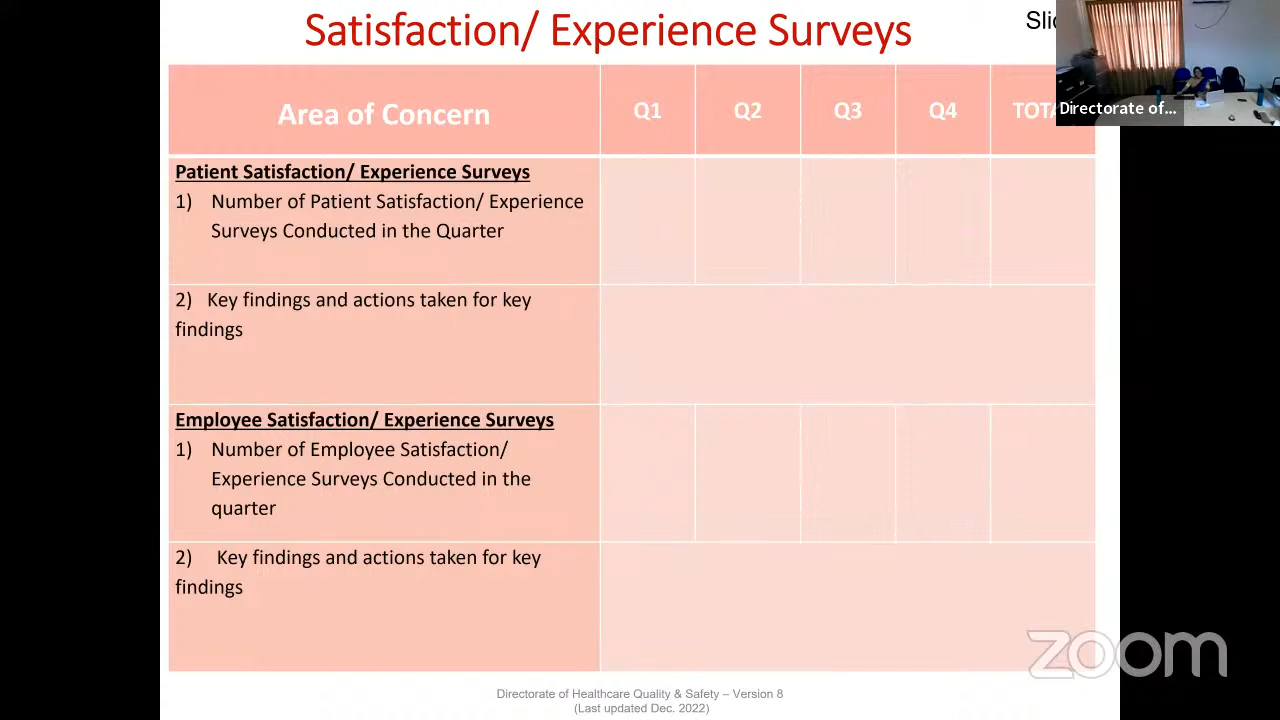 Satisfaction/ Experience Surveys
Directorate of...
Area of Concern
Q1
Q2
Q3
Q4
Patient Satisfaction/ Experience Surveys
1) Number of Patient Satisfaction/ Experience
Surveys Conducted in the Quarter
2) Key findings and actions taken for key
findings
Employee Satisfaction/ Experience Surveys
1) Number of Employee Satisfaction/
Experience Surveys Conducted in the
quarter
2) Key findings and actions taken for key
findings
zoom
Directorate of Healthcare Quality & Safety – Version 8
(Last updated Dec. 2022)